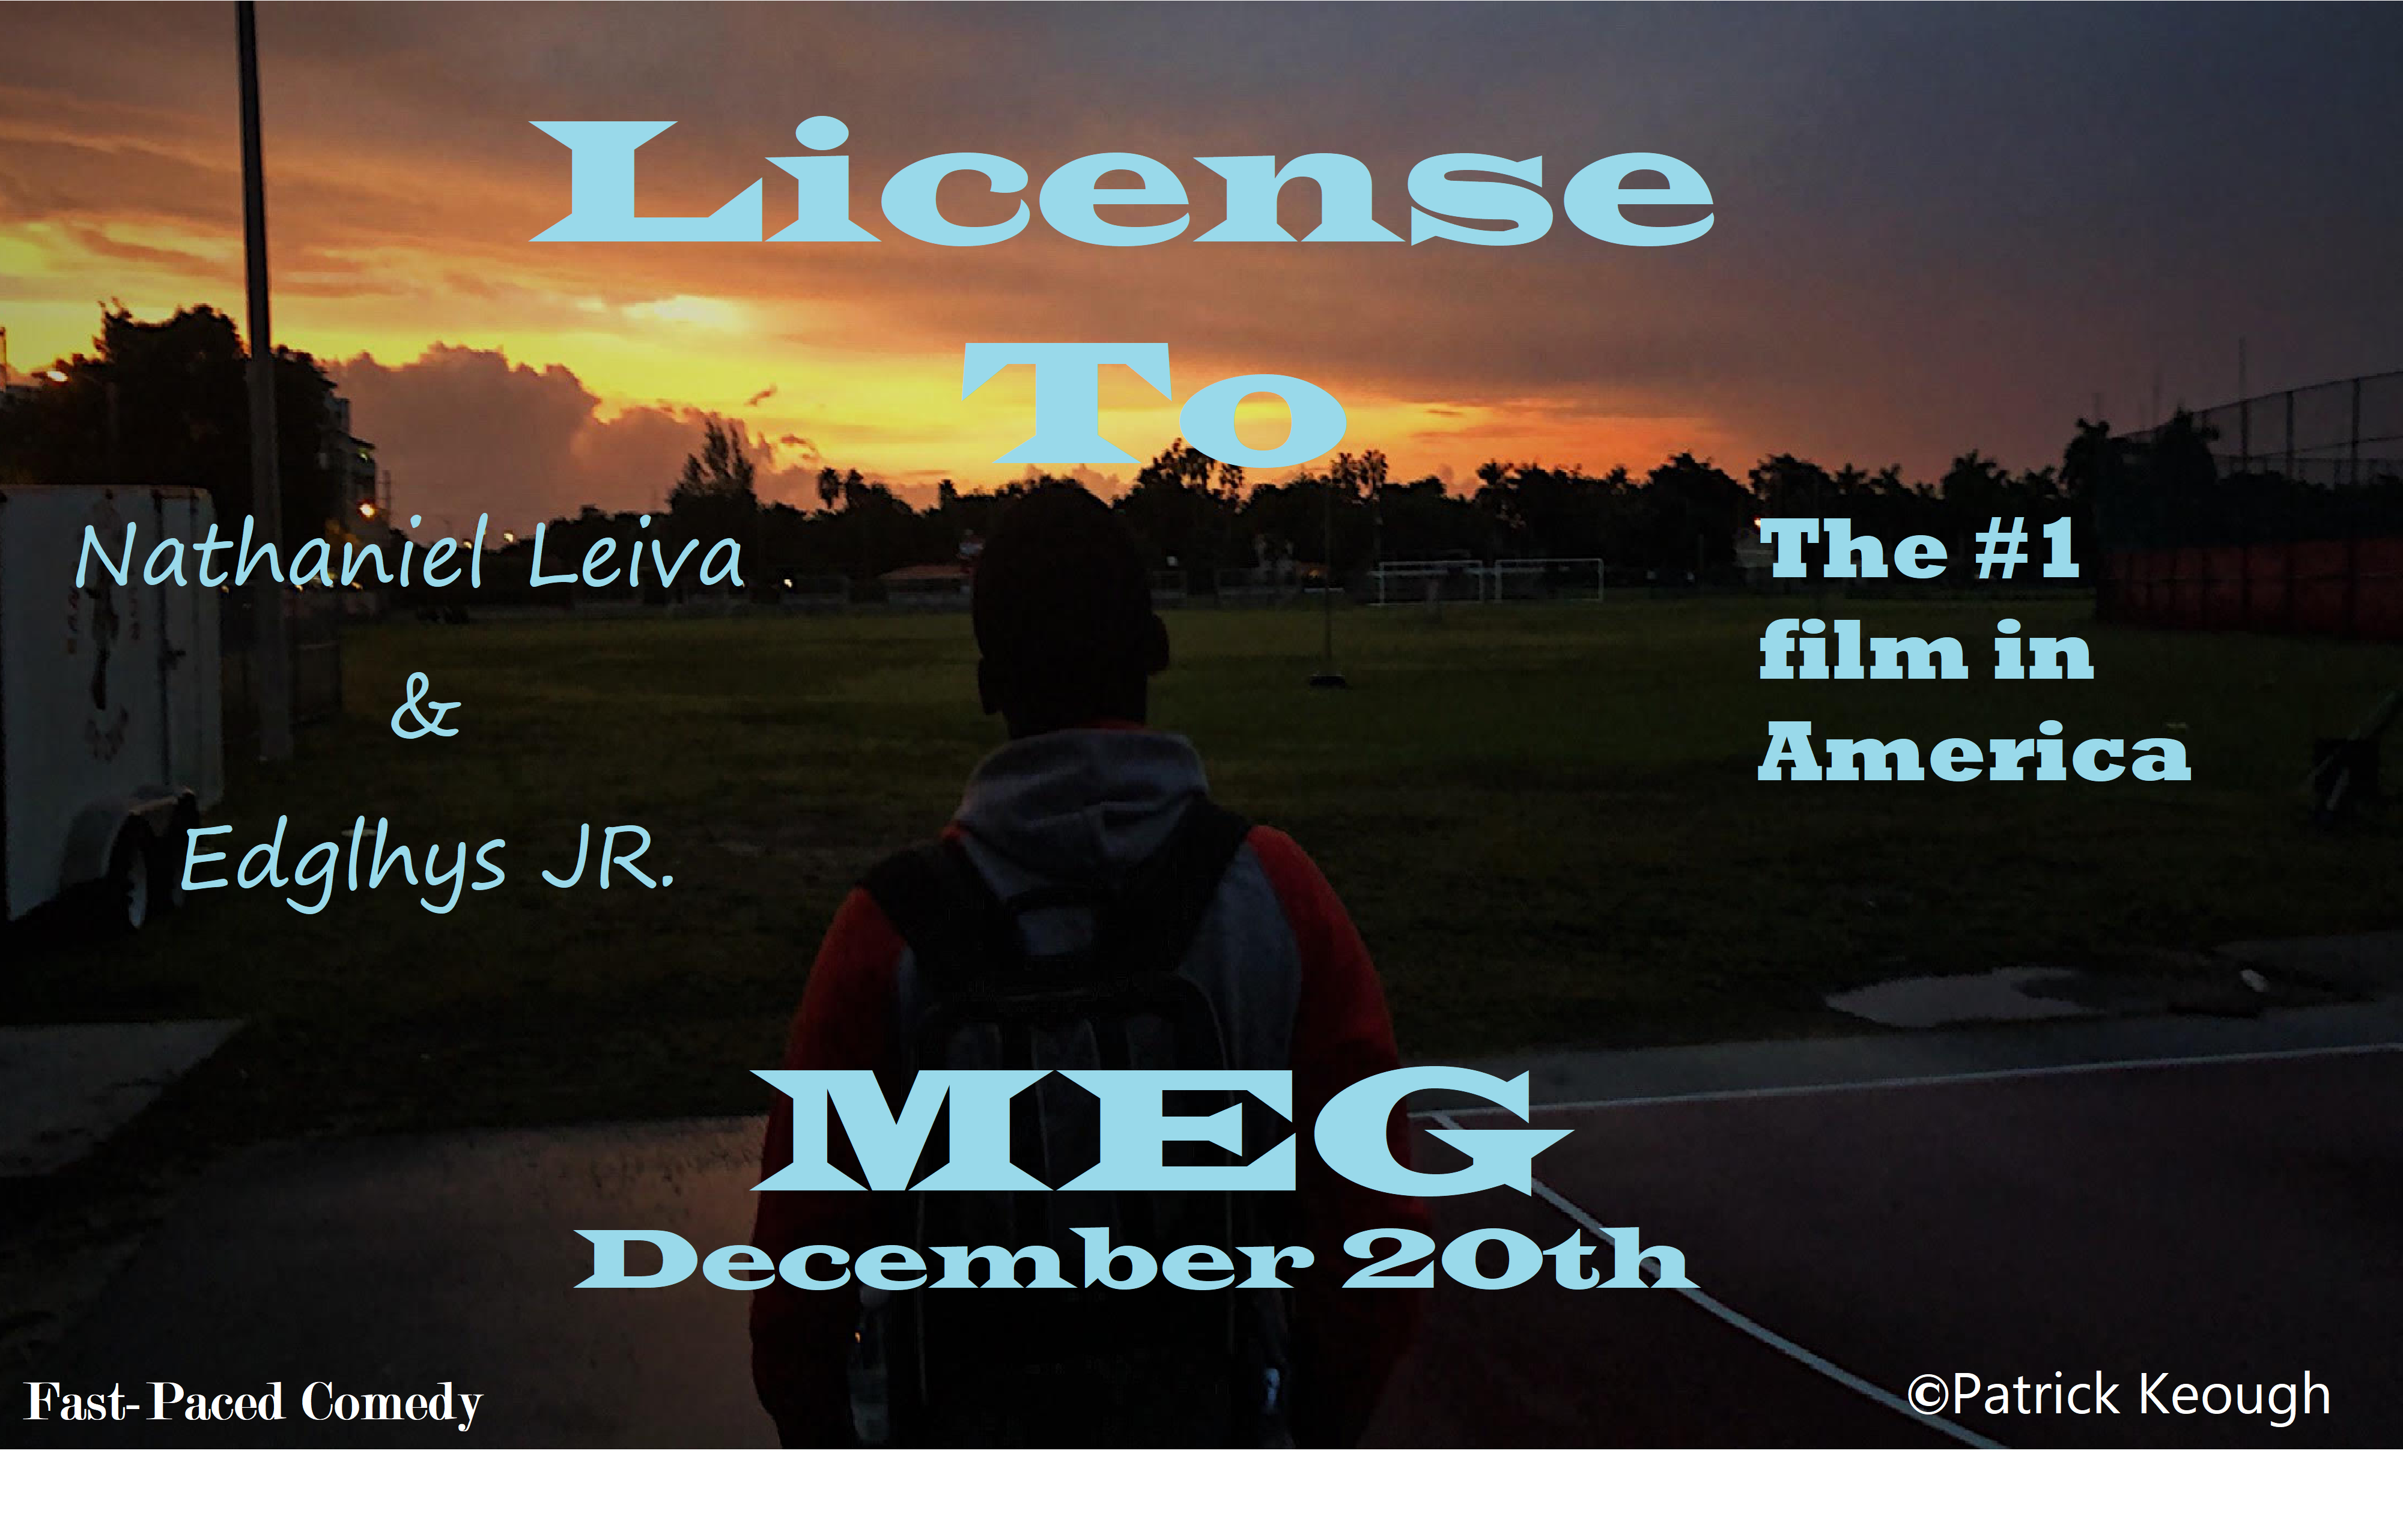 License
To
Nathaniel Leiva
&
Edglhys JR.
The #1
film in
America
MEG
December 20th
Fast-Paced Comedy
©Patrick Keough